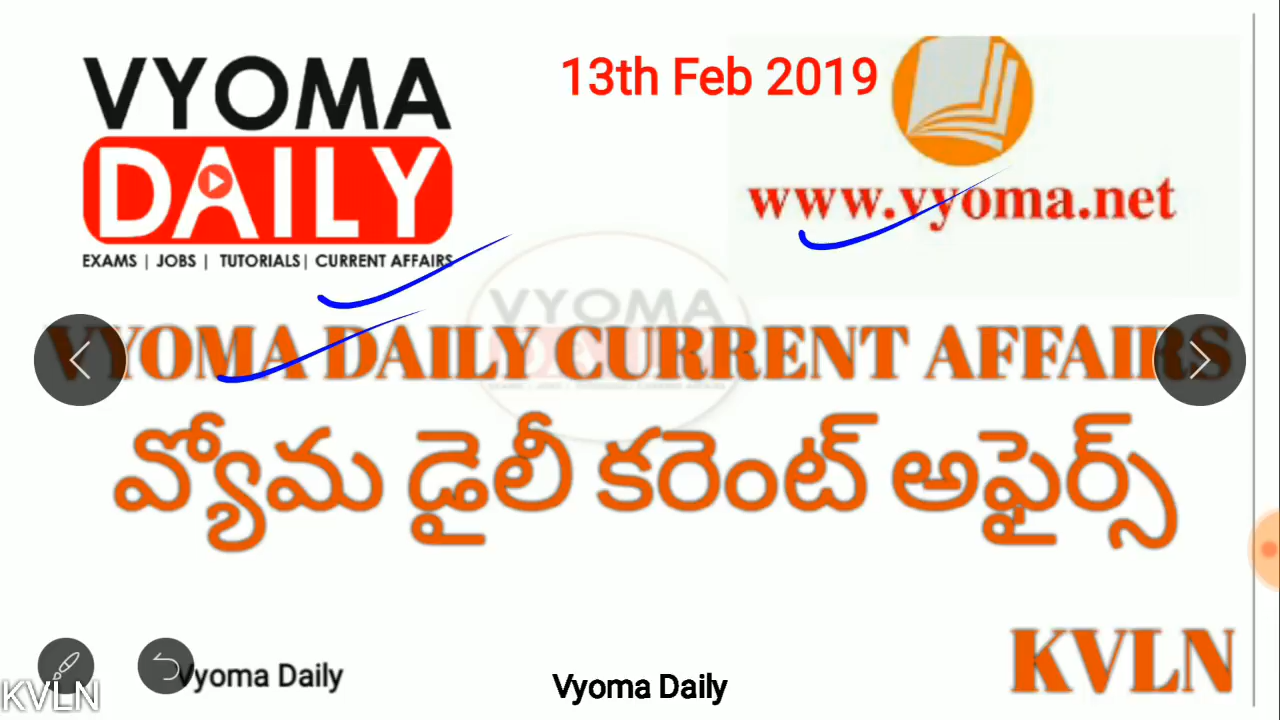 VYOMA
DAILY
EXAMS | JOBS | TUTORIALS | CURRENT AFFAIRS
13th Feb 2019
www.vyoma.net
VYOMA
VYOMA DAILY CURRENT AFFAIRS
వ్యోమ డైలీ కరెంట్ అఫైర్స్
KVLN
Vyoma Daily
Vyoma Daily
KVLN